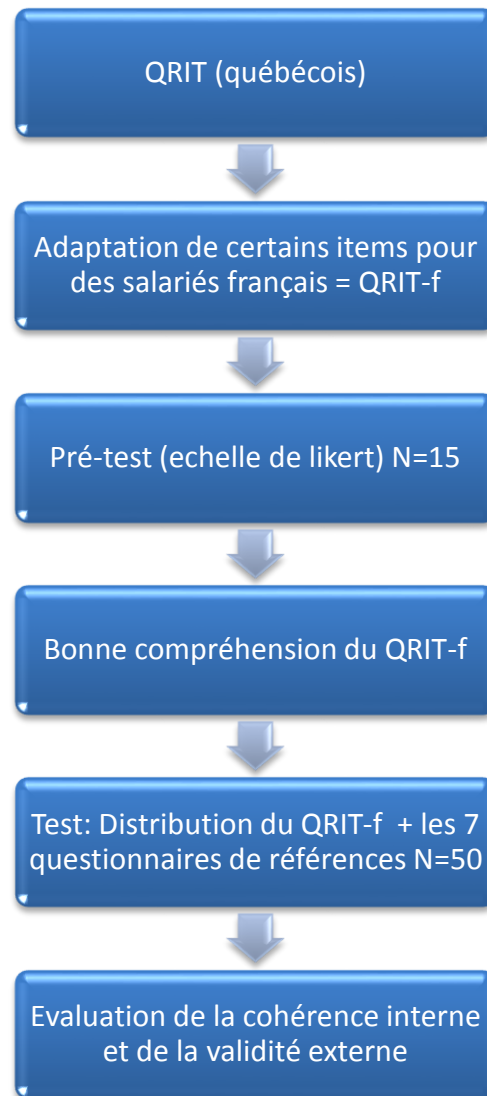 QRIT (québécois)
Adaptation de certains items pour
des salariés français = QRIT-f
Pré-test (echelle de likert) N=15
Bonne compréhension du QRIT-f
Test: Distribution du QRIT-f + les 7
questionnaires de références N=50
Evaluation de la cohérence interne
et de la validité externe